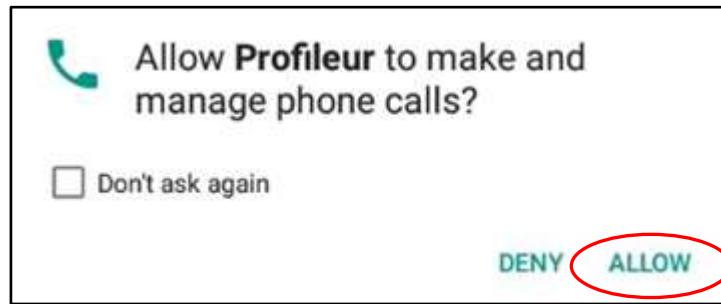 Allow Profileur to make and
manage phone calls?
Don't ask again
DENY ALLOW